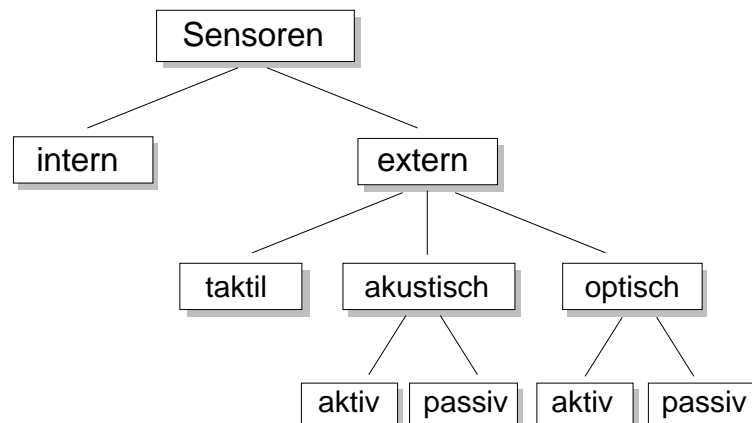 Sensoren
intern
extern
taktil
akustisch
optisch
aktiv
passiv
aktiv
passiv